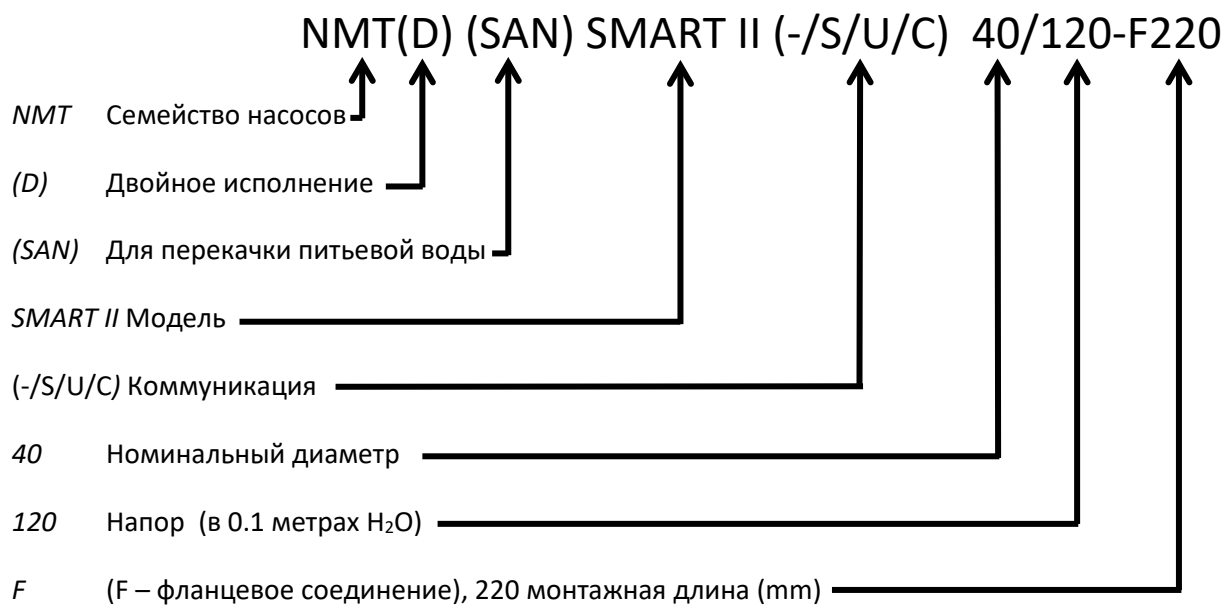 NMT(D) (SAN) SMART II (-/S/U/C) 40/120-F220
NMT Семейство насосов
(D) Двойное исполнение
(SAN) Для перекачки питьевой воды
SMART II Модель
(-/S/U/C) Коммуникация
40 Номинальный диаметр
120 Напор (в 0.1 метрах H₂O)
F (F – фланцевое соединение), 220 монтажная длина (mm)